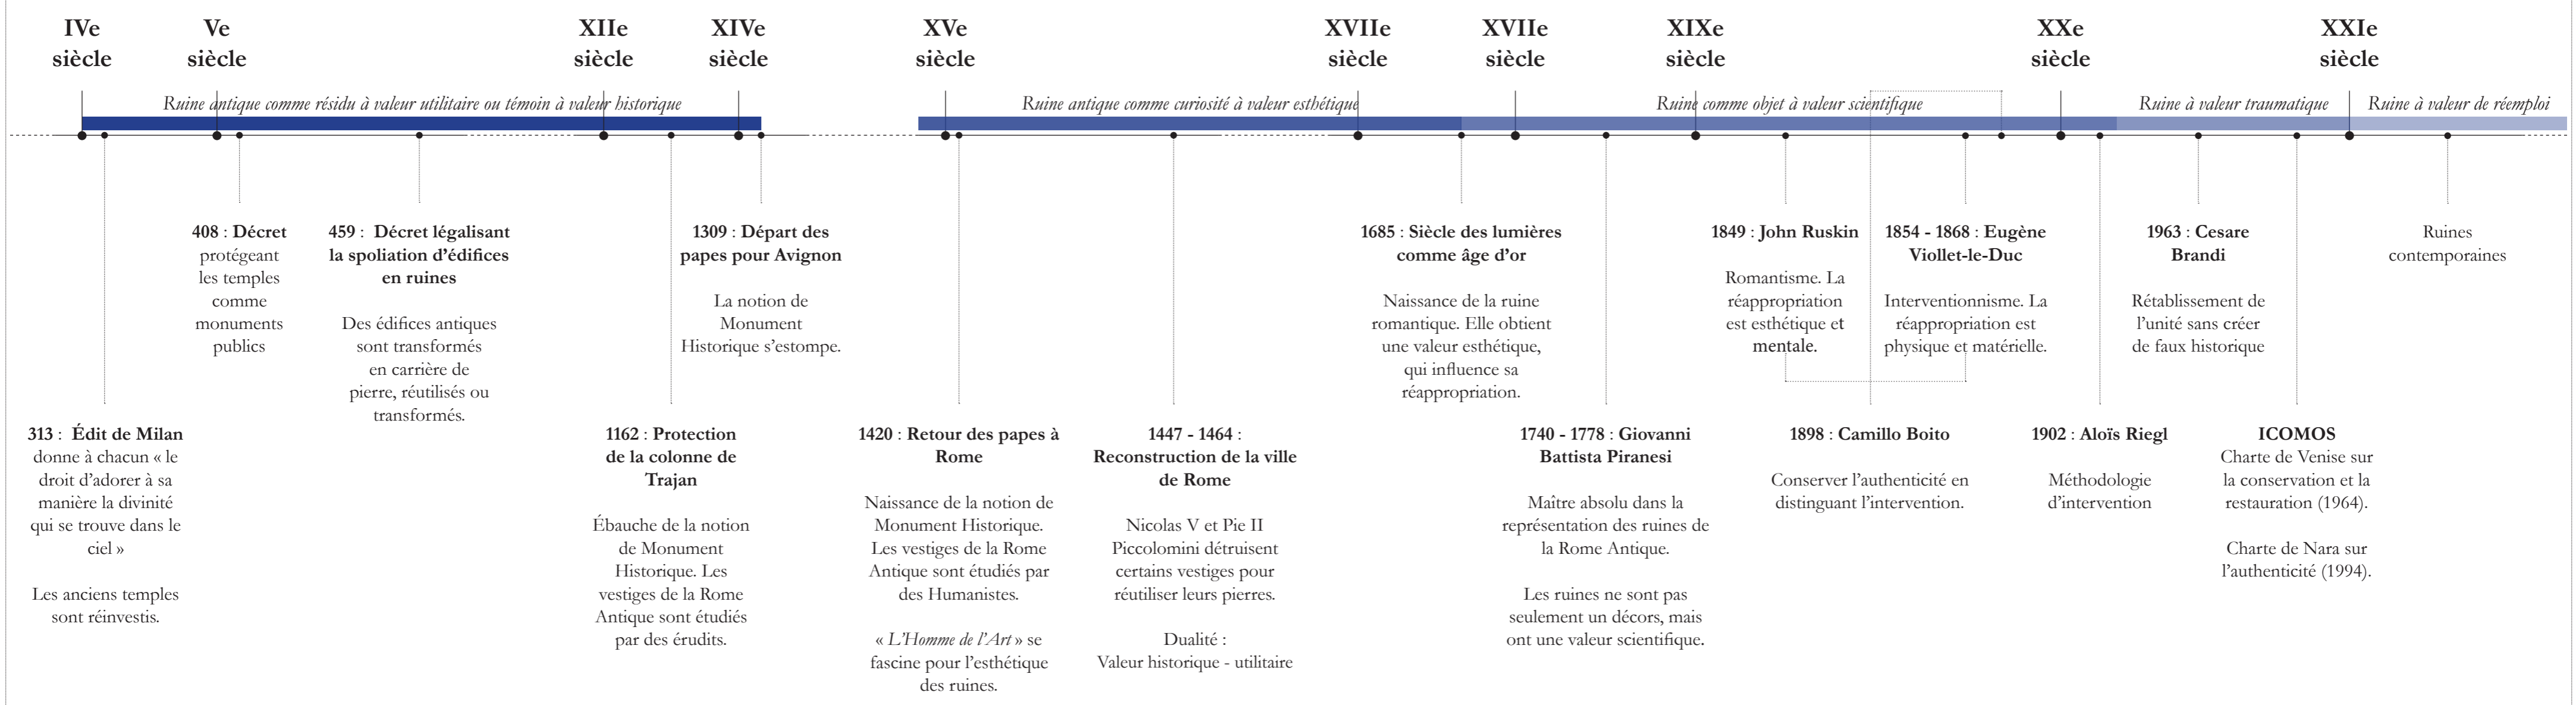 IVe
siècle
Ve
siècle
XIIe
siècle
XIVe
siècle
XVe
siècle
XVIIe
siècle
XVIIe
siècle
XIXe
siècle
XXe
siècle
XXIe
siècle
Ruine antique comme résidu à valeur utilitaire ou témoin à valeur historique
Ruine antique comme curiosité à valeur esthétique
Ruine comme objet à valeur scientifique
Ruine à valeur traumatique
Ruine à valeur de réemploi
408 : Décret
protégeant
les temples
comme
monuments
publics
459 : Décret légalisant
la spoliation d’édifices
en ruines
Des édifices antiques
sont transformés
en carrière de
pierre, réutilisés ou
transformés.
1309 : Départ des
papes pour Avignon
La notion de
Monument
Historique s’estompe.
1685 : Siècle des lumières
comme âge d’or
Naissance de la ruine
romantique. Elle obtient
une valeur esthétique,
qui influence sa
réappropriation.
1849 : John Ruskin
Romantisme. La
réappropriation
est esthétique et
mentale.
1854 - 1868 : Eugène
Viollet-le-Duc
Interventionnisme. La
réappropriation est
physique et matérielle.
1963 : Cesare
Brandi
Rétablissement de
l’unité sans créer
de faux historique
Ruines
contemporaines
313 : Édit de Milan
donne à chacun « le
droit d’adorer à sa
manière la divinité
qui se trouve dans le
ciel »
Les anciens temples
sont réinvestis.
1162 : Protection
de la colonne de
Trajan
Ébauche de la notion
de Monument
Historique. Les
vestiges de la Rome
Antique sont étudiés
par des érudits.
1420 : Retour des papes à
Rome
Naissance de la notion de
Monument Historique.
Les vestiges de la Rome
Antique sont étudiés par
des Humanistes.
« L’Homme de l’Art » se
fascine pour l’esthétique
des ruines.
1447 - 1464 :
Reconstruction de la ville
de Rome
Nicolas V et Pie II
Piccolomini détruisent
certains vestiges pour
réutiliser leurs pierres.
Dualité :
Valeur historique - utilitaire
1740 - 1778 : Giovanni
Battista Piranesi
Maître absolu dans la
représentation des ruines de
la Rome Antique.
Les ruines ne sont pas
seulement un décors, mais
ont une valeur scientifique.
1898 : Camillo Boito
Conserver l’authenticité en
distinguant l’intervention.
1902 : Aloïs Riegl
Méthodologie
d’intervention
ICOMOS
Charte de Venise sur
la conservation et la
restauration (1964).
Charte de Nara sur
l’authenticité (1994).